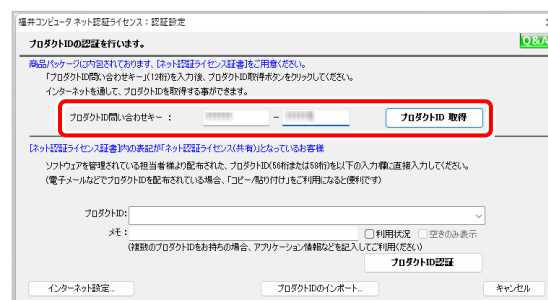 福井コンピュータ ネット認証ライセンス：認証設定
プロダクトIDの認証を行います。
Q&A
商品パッケージに内包されております、[ネット認証ライセンス証書]をご用意ください。
「プロダクトID問い合わせキー」(12桁)を入力後、プロダクトID取得ボタンをクリックしてください。
インターネットを通して、プロダクトIDを取得する事ができます。
プロダクトID問い合わせキー ： - プロダクトID 取得
[ネット認証ライセンス証書]内の表記が「ネット認証ライセンス(共有)」となっているお客様
ソフトウェアを管理されている担当者様より配布された、プロダクトID(56桁または58桁)を以下の入力欄に直接入力してください。
(電子メールなどでプロダクトIDを配布されている場合、「コピー/貼り付け」をご利用になると便利です)
プロダクトID：
メモ： 利用状況 空きのみ表示
(複数のプロダクトIDをお持ちの場合、アプリケーション情報などを記入してご利用ください)
プロダクトID認証
インターネット設定... プロダクトIDのインポート... キャンセル